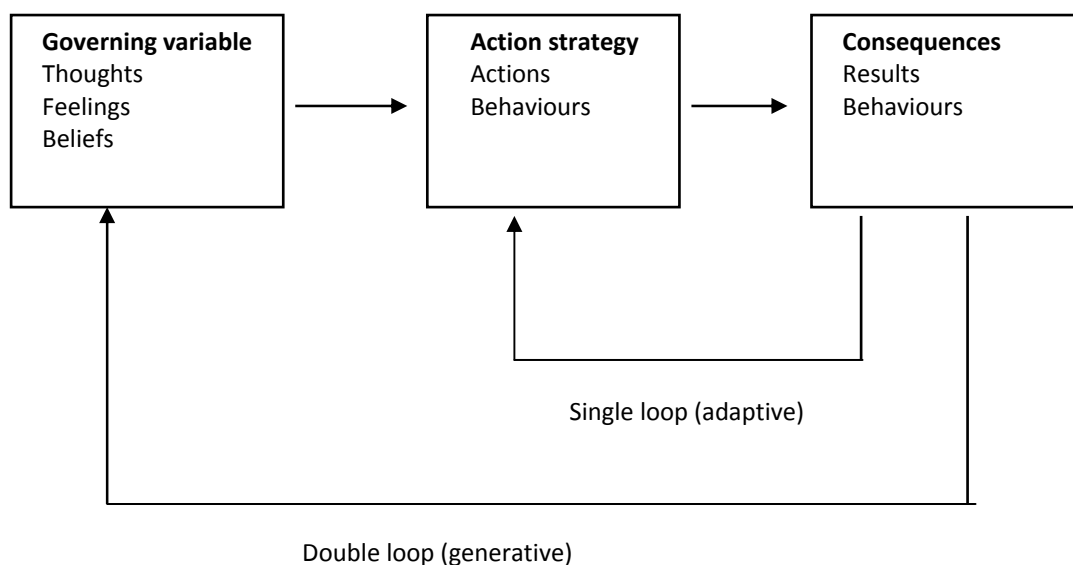 Governing variable
Thoughts
Feelings
Beliefs
Action strategy
Actions
Behaviours
Consequences
Results
Behaviours
Single loop (adaptive)
Double loop (generative)